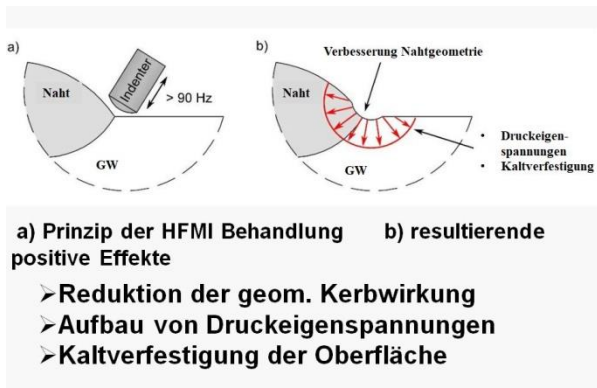 a)
Naht
Indenter
> 90 Hz
GW
b)
Verbesserung Nahtgeometrie
Naht
GW
• Druckeigen-
spannungen
• Kaltverfestigung
a) Prinzip der HFMI Behandlung b) resultierende
positive Effekte
➢Reduktion der geom. Kerbwirkung
➢Aufbau von Druckeigenspannungen
➢Kaltverfestigung der Oberfläche